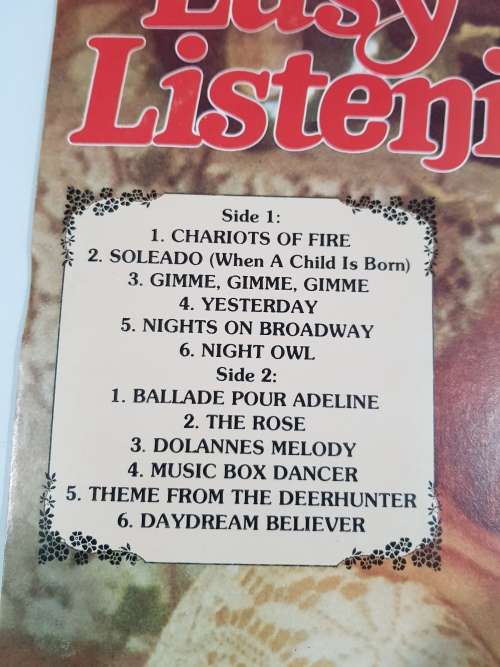 Easy
Listeni
Side 1:
1. CHARIOTS OF FIRE
2. SOLEADO (When A Child Is Born)
3. GIMME, GIMME, GIMME
4. YESTERDAY
5. NIGHTS ON BROADWAY
6. NIGHT OWL
Side 2:
1. BALLADE POUR ADELINE
2. THE ROSE
3. DOLANNES MELODY
4. MUSIC BOX DANCER
5. THEME FROM THE DEERHUNTER
6. DAYDREAM BELIEVER